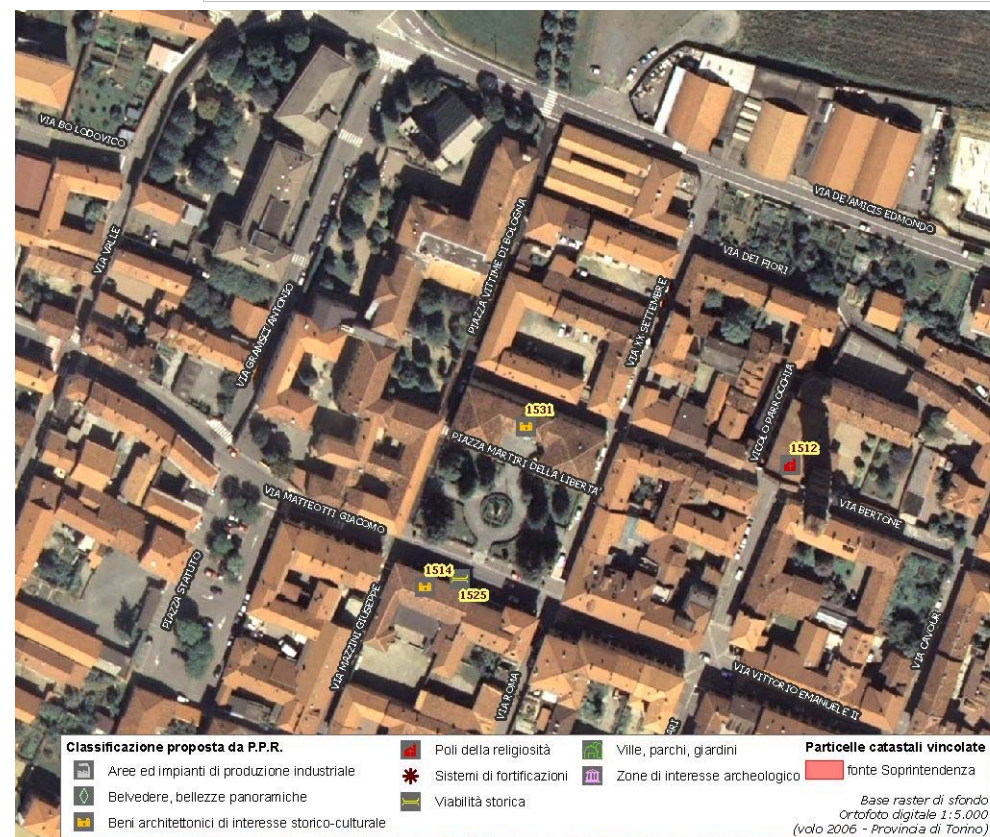 VIA BO LODOVICO
VIA VALLE
VIA GRAMSCI ANTONIO
PIAZZA VITTIME DI BOLOGNA
VIA DE AMICIS EDMONDO
VIA DEI FIORI
VIA XX SETTEMBRE
VICOLO PARROCCHIA
1531
PIAZZA MARTIRI DELLA LIBERTA'
1512
VIA BERTONE
VIA MATTEOTTI GIACOMO
PIAZZA STATUTO
1514
1525
VIA MAZZINI GIUSEPPE
VIA ROMA
VIA CAVOUR
VIA VITTORIO EMANUELE II
ARI
Classificazione proposta da P.P.R.
Aree ed impianti di produzione industriale
Belvedere, bellezze panoramiche
Beni architettonici di interesse storico-culturale
Poli della religiosità
Sistemi di fortificazioni
Viabilità storica
Ville, parchi, giardini
Zone di interesse archeologico
Particelle catastali vincolate
fonte Soprintendenza
Base raster di sfondo
Ortofoto digitale 1:5.000
(volo 2006 - Provincia di Torino)